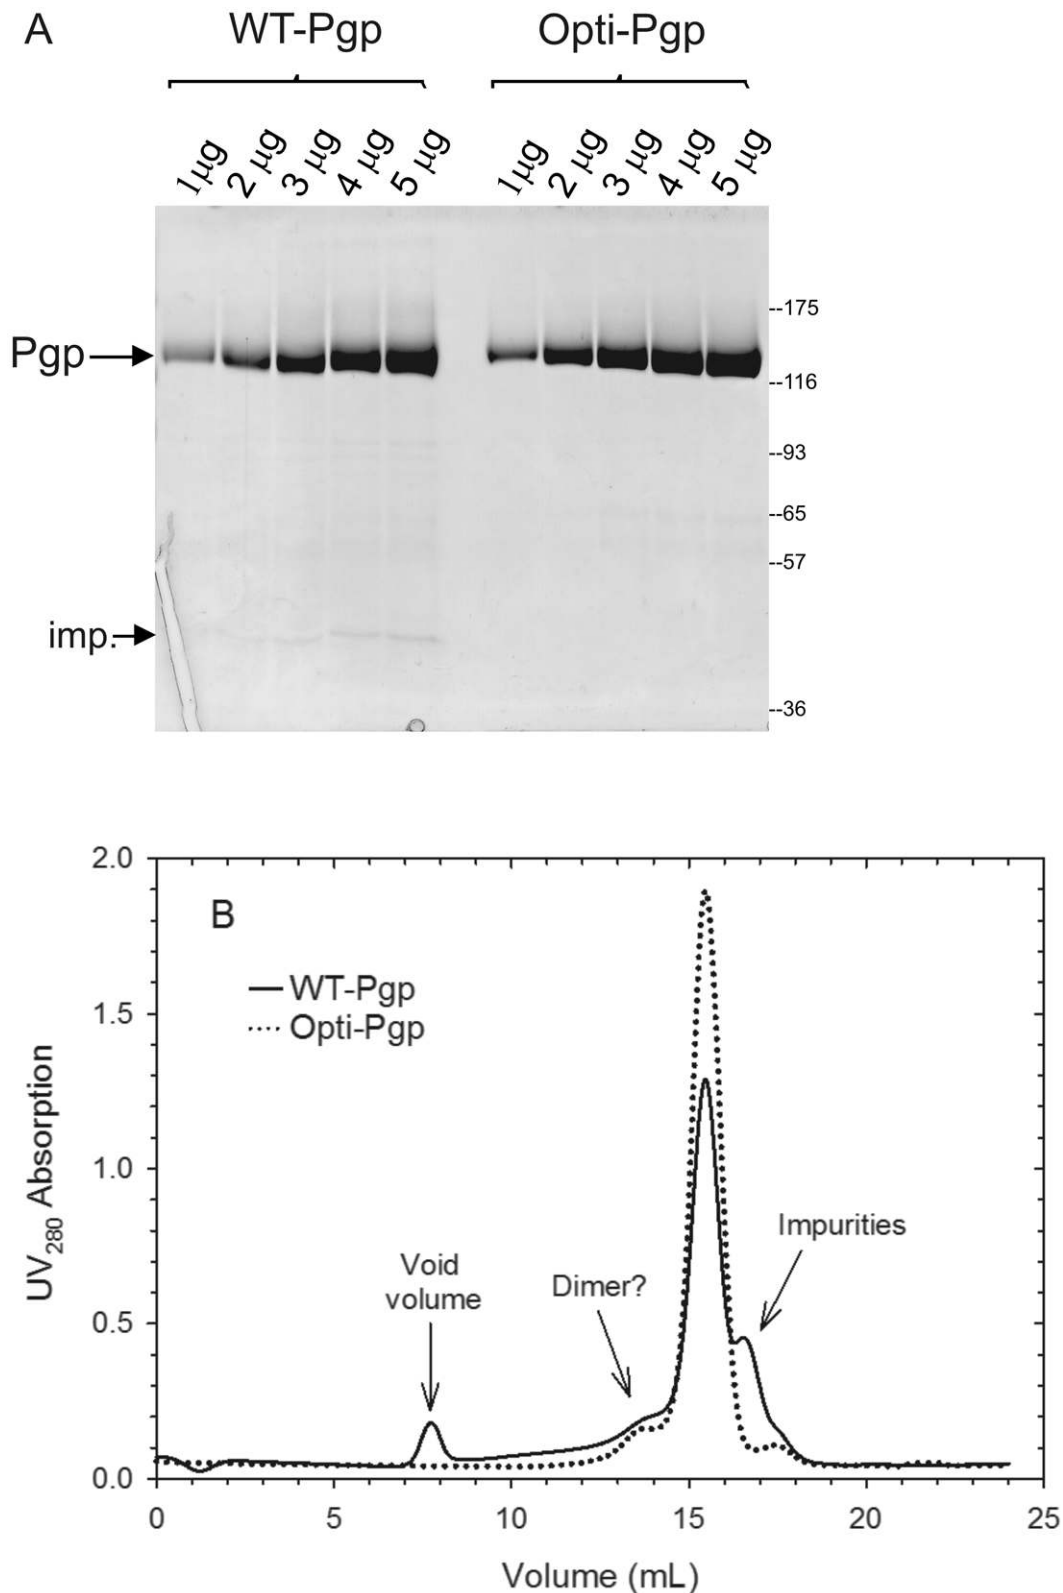 A
WT-Pgp Opti-Pgp
1µg 2 µg 3 µg 4 µg 5 µg 1µg 2 µg 3 µg 4 µg 5 µg
--175
Pgp
--116
--93
--65
--57
imp.
--36
2.0
B
WT-Pgp
Opti-Pgp
1.5
1.0
0.5
0.0
UV280 Absorption
Impurities
Void
volume
Dimer?
0 5 10 15 20 25
Volume (mL)